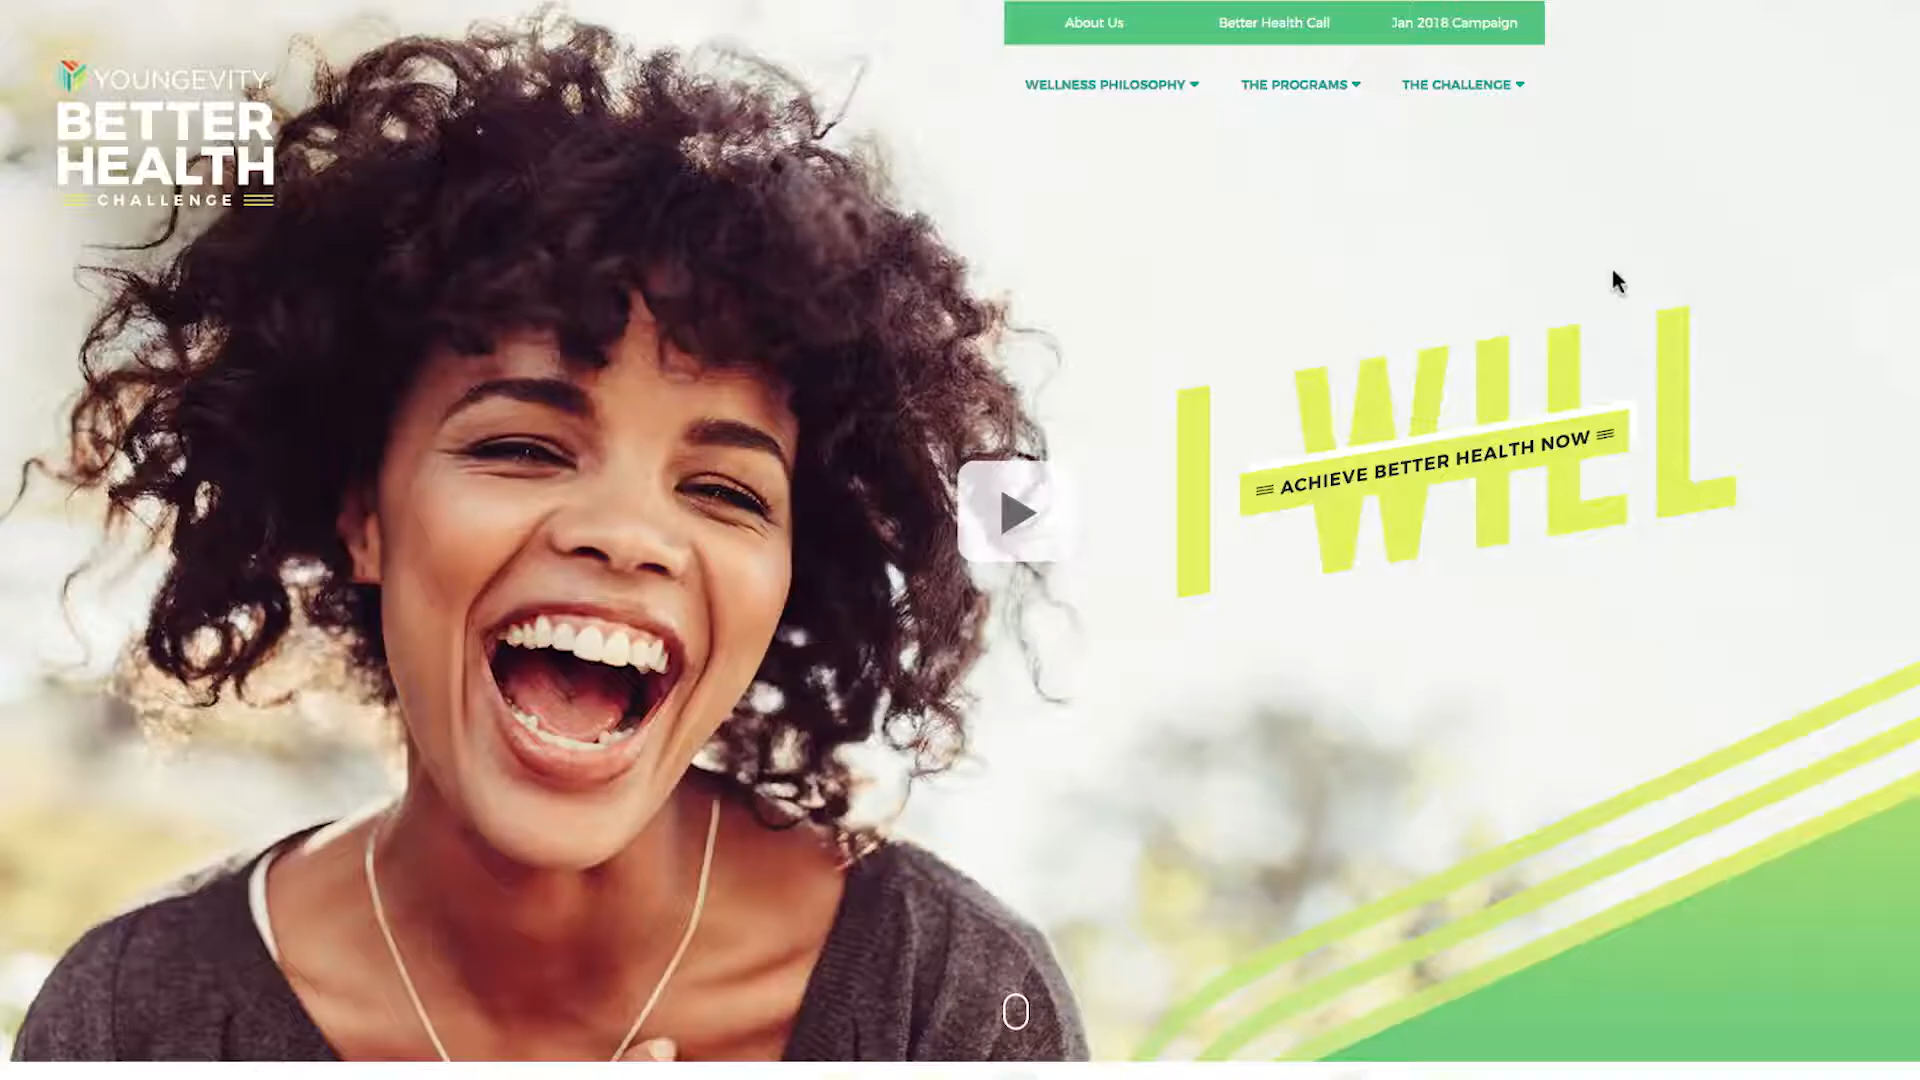 About Us
Better Health Call
Jan 2018 Campaign
YOUNGEVITY
BETTER
HEALTH
CHALLENGE
WELLNESS PHILOSOPHY
THE PROGRAMS
THE CHALLENGE
I WILL
ACHIEVE BETTER HEALTH NOW